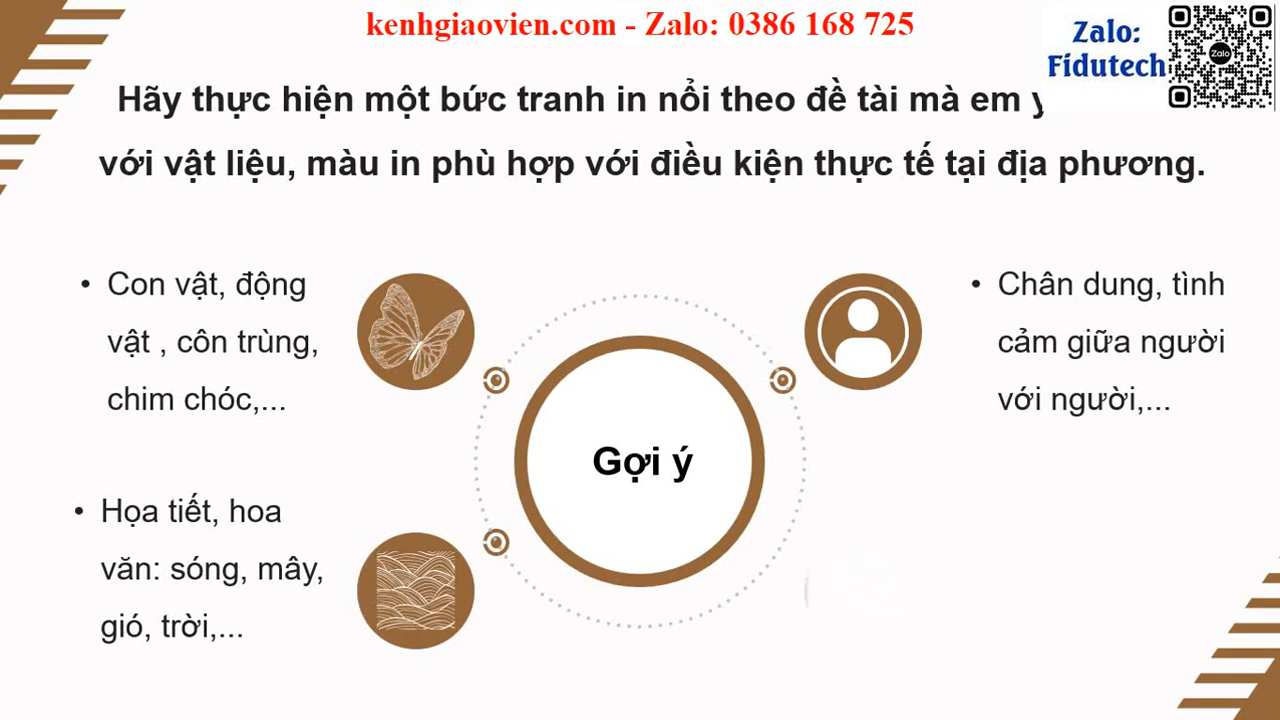 kenhgiaovien.com - Zalo: 0386 168 725
Zalo:
Fidutech
Zalo
Hãy thực hiện một bức tranh in nổi theo đề tài mà em
với vật liệu, màu in phù hợp với điều kiện thực tế tại địa phương.
• Con vật, động
vật , côn trùng,
chim chóc,...
• Chân dung, tình
cảm giữa người
với người,...
Gợi ý
• Họa tiết, hoa
văn: sóng, mây,
gió, trời,...